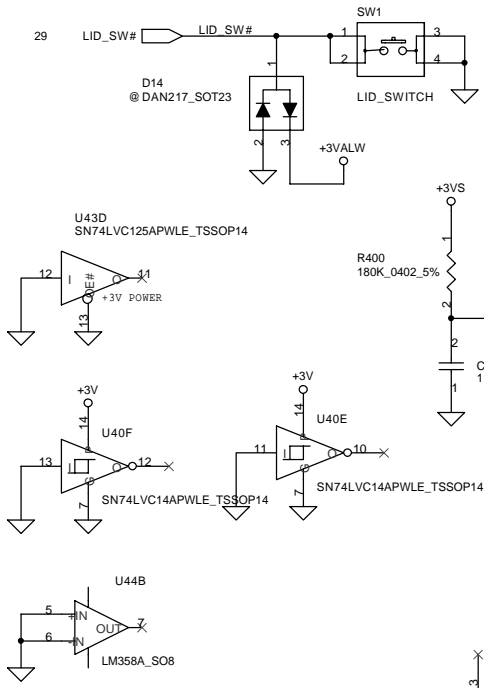 SW1
29 LID_SW# LID_SW# 1 3
2 4
1
D14
@ DAN217_SOT23
LID_SWITCH
2 3
+3VALW
+3VS
U43D
SN74LVC125APWLE_TSSOP14
1
R400
180K_0402_5%
2
12 I O 11
OE#
+3V POWER
13
2
C
1
1
+3V
14
U40F
P
13 I O 12
G
7
SN74LVC14APWLE_TSSOP14
+3V
14
U40E
P
11 I O 10
G
7
SN74LVC14APWLE_TSSOP14
U44B
5 +IN
OUT 7
6 -IN
LM358A_SO8
3